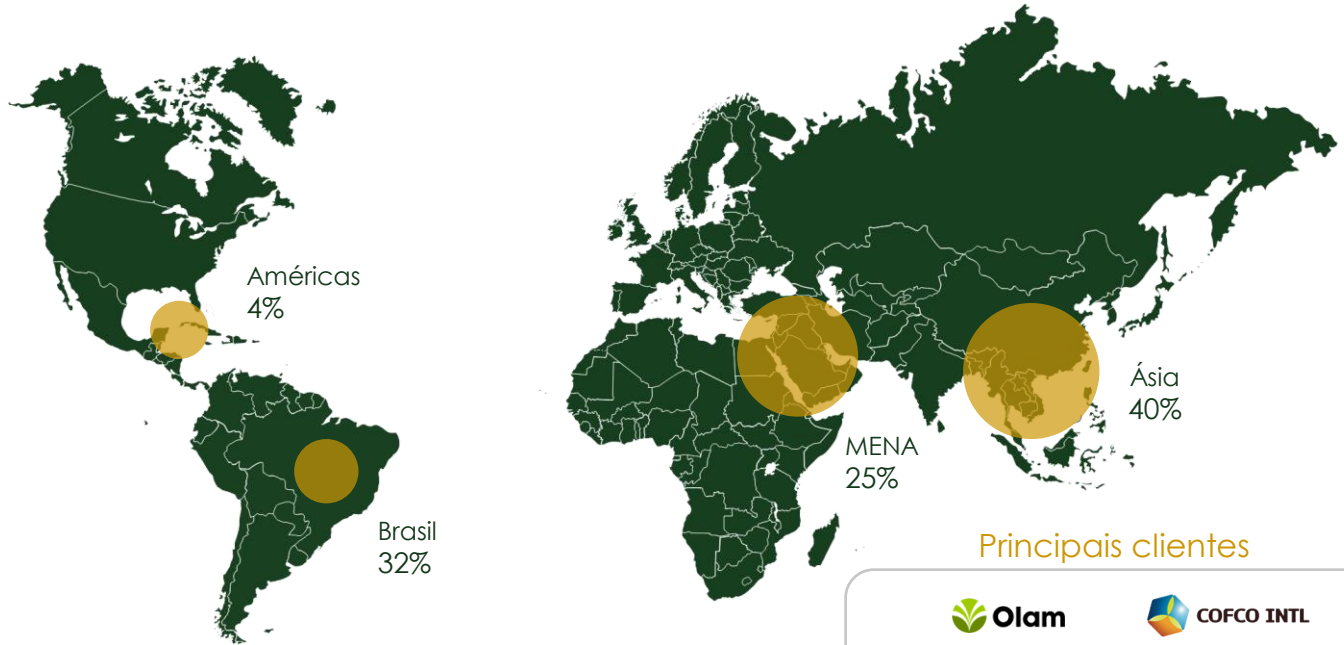 Américas
4%
Ásia
40%
MENA
25%
Brasil
32%
Principais clientes
Olam
COFCO INTL